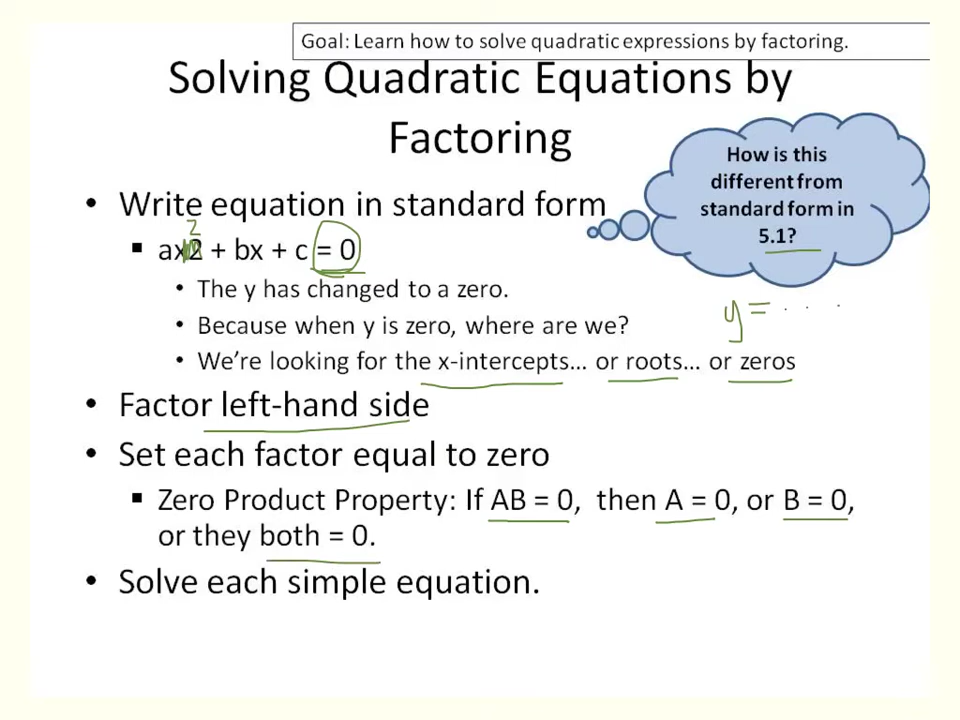 Goal: Learn how to solve quadratic expressions by factoring.
Solving Quadratic Equations by
Factoring
How is this
different from
standard form in
5.1?
• Write equation in standard form
▪ ax2 + bx + c = 0
2
• The y has changed to a zero.
y = . . .
• Because when y is zero, where are we?
• We're looking for the x-intercepts… or roots… or zeros
• Factor left-hand side
• Set each factor equal to zero
▪ Zero Product Property: If AB = 0, then A = 0, or B = 0,
or they both = 0.
• Solve each simple equation.